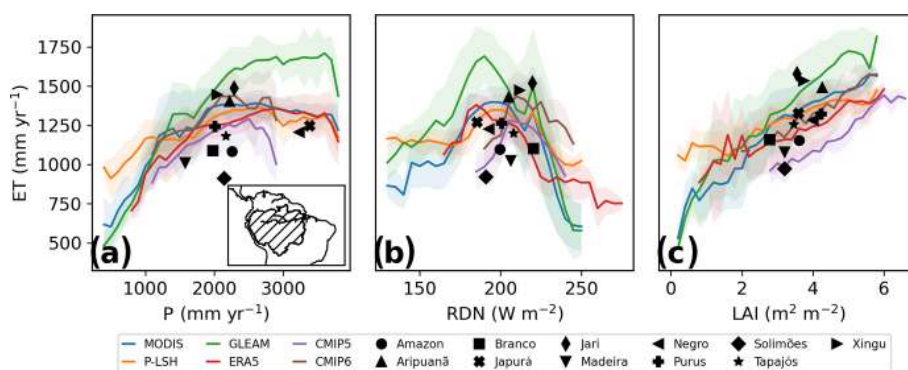 1750
1500
1250
1000
750
500
ET (mm yr⁻¹)
(a)
1000 2000 3000
P (mm yr⁻¹)
(b)
150 200 250
RDN (W m⁻²)
(c)
0 2 4 6
LAI (m² m⁻²)
MODIS GLEAM CMIP5 Amazon Branco Jari Negro Solimões Xingu
P-LSH ERA5 CMIP6 Aripuanã Japurá Madeira Purus Tapajós